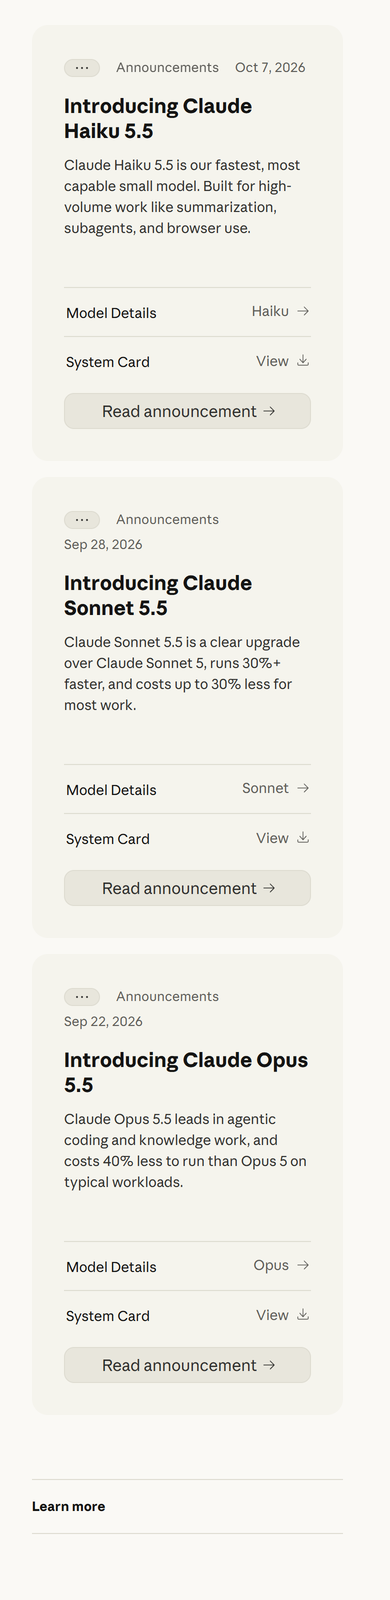 Announcements Oct 7, 2026
Introducing Claude
Haiku 5.5
Claude Haiku 5.5 is our fastest, most
capable small model. Built for high-
volume work like summarization,
subagents, and browser use.
Model Details Haiku →
System Card View
Read announcement →
Announcements
Sep 28, 2026
Introducing Claude
Sonnet 5.5
Claude Sonnet 5.5 is a clear upgrade
over Claude Sonnet 5, runs 30%+
faster, and costs up to 30% less for
most work.
Model Details Sonnet →
System Card View
Read announcement →
Announcements
Sep 22, 2026
Introducing Claude Opus
5.5
Claude Opus 5.5 leads in agentic
coding and knowledge work, and
costs 40% less to run than Opus 5 on
typical workloads.
Model Details Opus →
System Card View
Read announcement →
Learn more